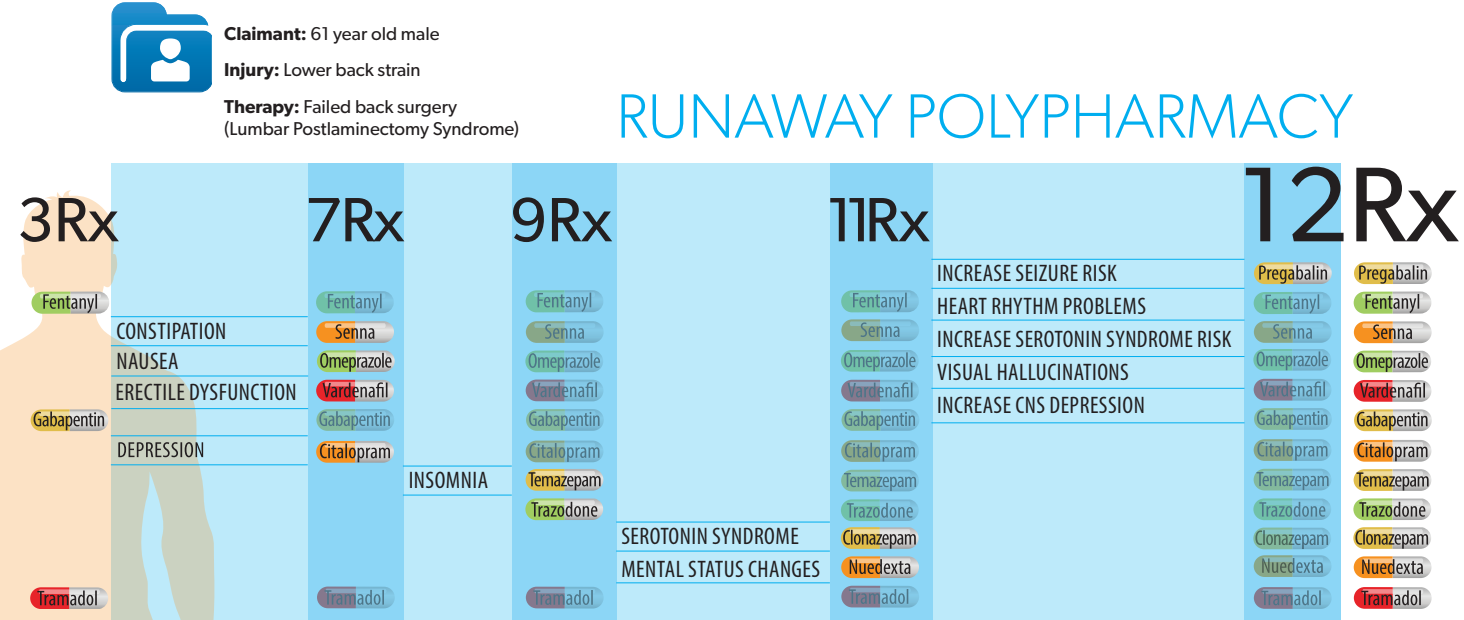 Claimant: 61 year old male
Injury: Lower back strain
Therapy: Failed back surgery
(Lumbar Postlaminectomy Syndrome)
RUNAWAY POLYPHARMACY
3Rx
Fentanyl
Gabapentin
Tramadol
CONSTIPATION
NAUSEA
ERECTILE DYSFUNCTION
DEPRESSION
7Rx
Fentanyl
Senna
Omeprazole
Vardenafil
Gabapentin
Citalopram
Tramadol
INSOMNIA
9Rx
Fentanyl
Senna
Omeprazole
Vardenafil
Gabapentin
Citalopram
Temazepam
Trazodone
Tramadol
SEROTONIN SYNDROME
MENTAL STATUS CHANGES
11Rx
Fentanyl
Senna
Omeprazole
Vardenafil
Gabapentin
Citalopram
Temazepam
Trazodone
Clonazepam
Nuedexta
Tramadol
INCREASE SEIZURE RISK
HEART RHYTHM PROBLEMS
INCREASE SEROTONIN SYNDROME RISK
VISUAL HALLUCINATIONS
INCREASE CNS DEPRESSION
12Rx
Pregabalin
Fentanyl
Senna
Omeprazole
Vardenafil
Gabapentin
Citalopram
Temazepam
Trazodone
Clonazepam
Nuedexta
Tramadol
Pregabalin
Fentanyl
Senna
Omeprazole
Vardenafil
Gabapentin
Citalopram
Temazepam
Trazodone
Clonazepam
Nuedexta
Tramadol